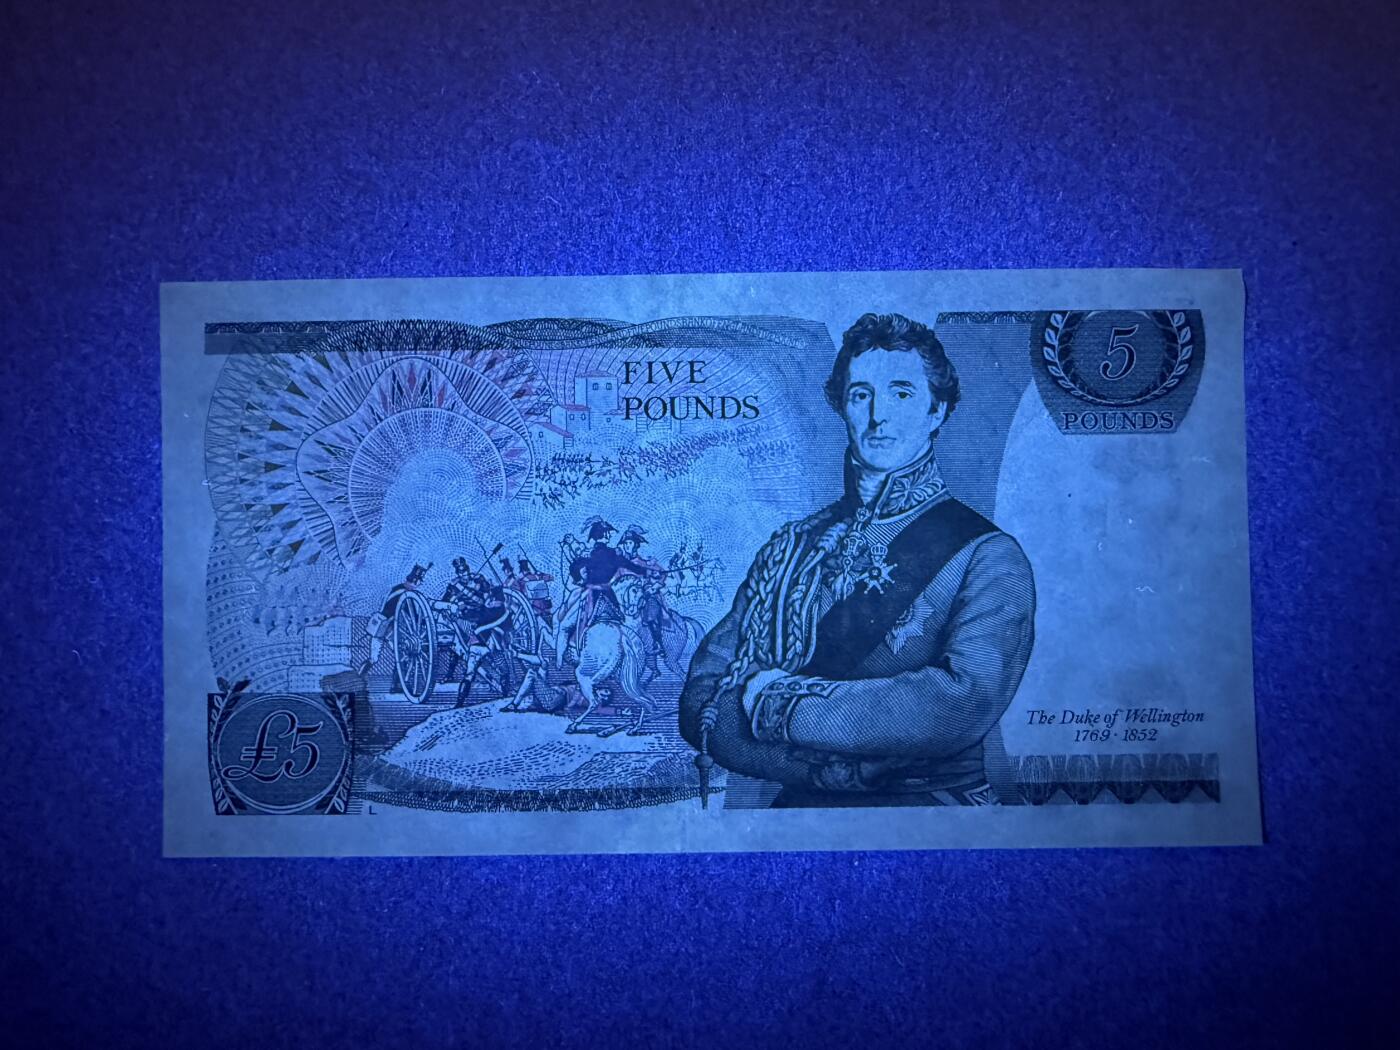 FIVE
POUNDS
5
POUNDS
£5
L
The Duke of Wellington
1769 · 1852